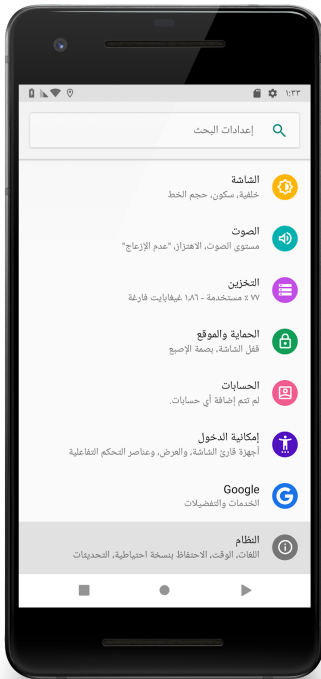 ١:٣٣
إعدادات البحث
الشاشة
خلفية، سكون، حجم الخط
الصوت
مستوى الصوت، الاهتزاز، "عدم الإزعاج"
التخزين
٧٧ ٪ مستخدمة - ١٫٨٦ غيغابايت فارغة
الحماية والموقع
قفل الشاشة، بصمة الإصبع
الحسابات
لم تتم إضافة أي حسابات.
إمكانية الدخول
أجهزة قارئ الشاشة، والعرض، وعناصر التحكم التفاعلية
Google
الخدمات والتفضيلات
النظام
اللغات، الوقت، الاحتفاظ بنسخة احتياطية، التحديثات